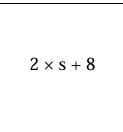 2 × s + 8